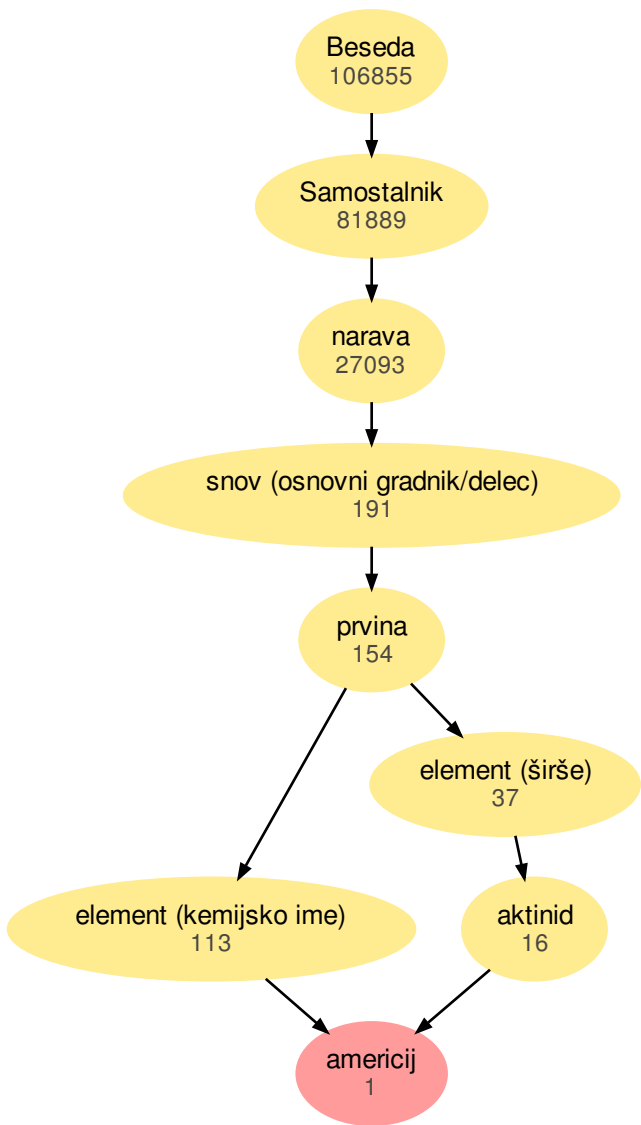 Beseda
106855
Samostalnik
81889
narava
27093
snov (osnovni gradnik/delec)
191
prvina
154
element (širše)
37
element (kemijsko ime)
113
aktinid
16
americij
1